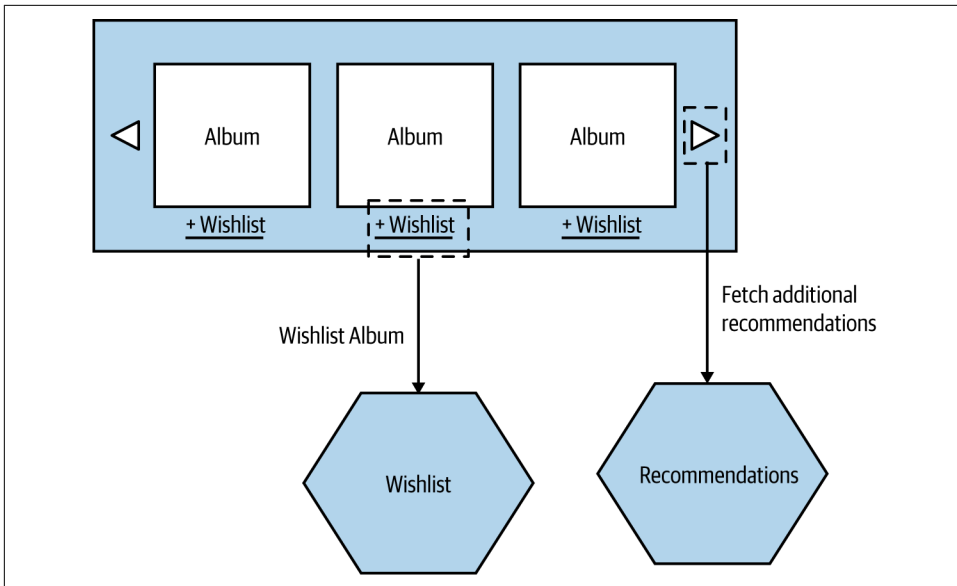 Album
Album
Album
+ Wishlist
+ Wishlist
+ Wishlist
Wishlist Album
Fetch additional
recommendations
Wishlist
Recommendations